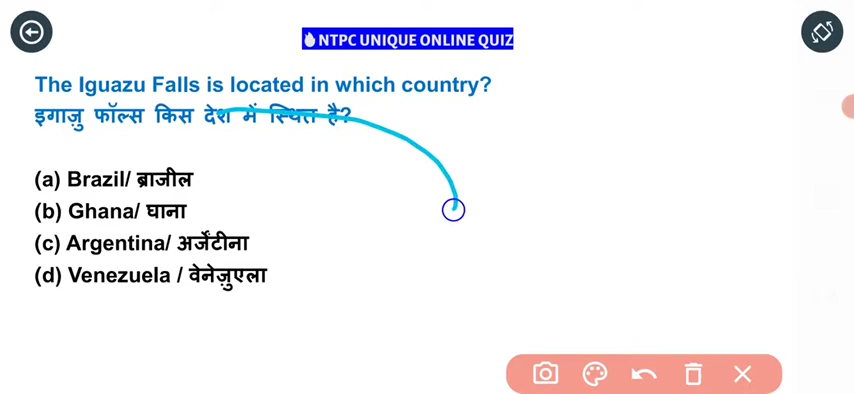 NTPC UNIQUE ONLINE QUIZ
The Iguazu Falls is located in which country?
इगाज़ु फॉल्स किस देश में स्थित है?
(a) Brazil/ ब्राजील
(b) Ghana/ घाना
(c) Argentina/ अर्जेंटीना
(d) Venezuela / वेनेज़ुएला